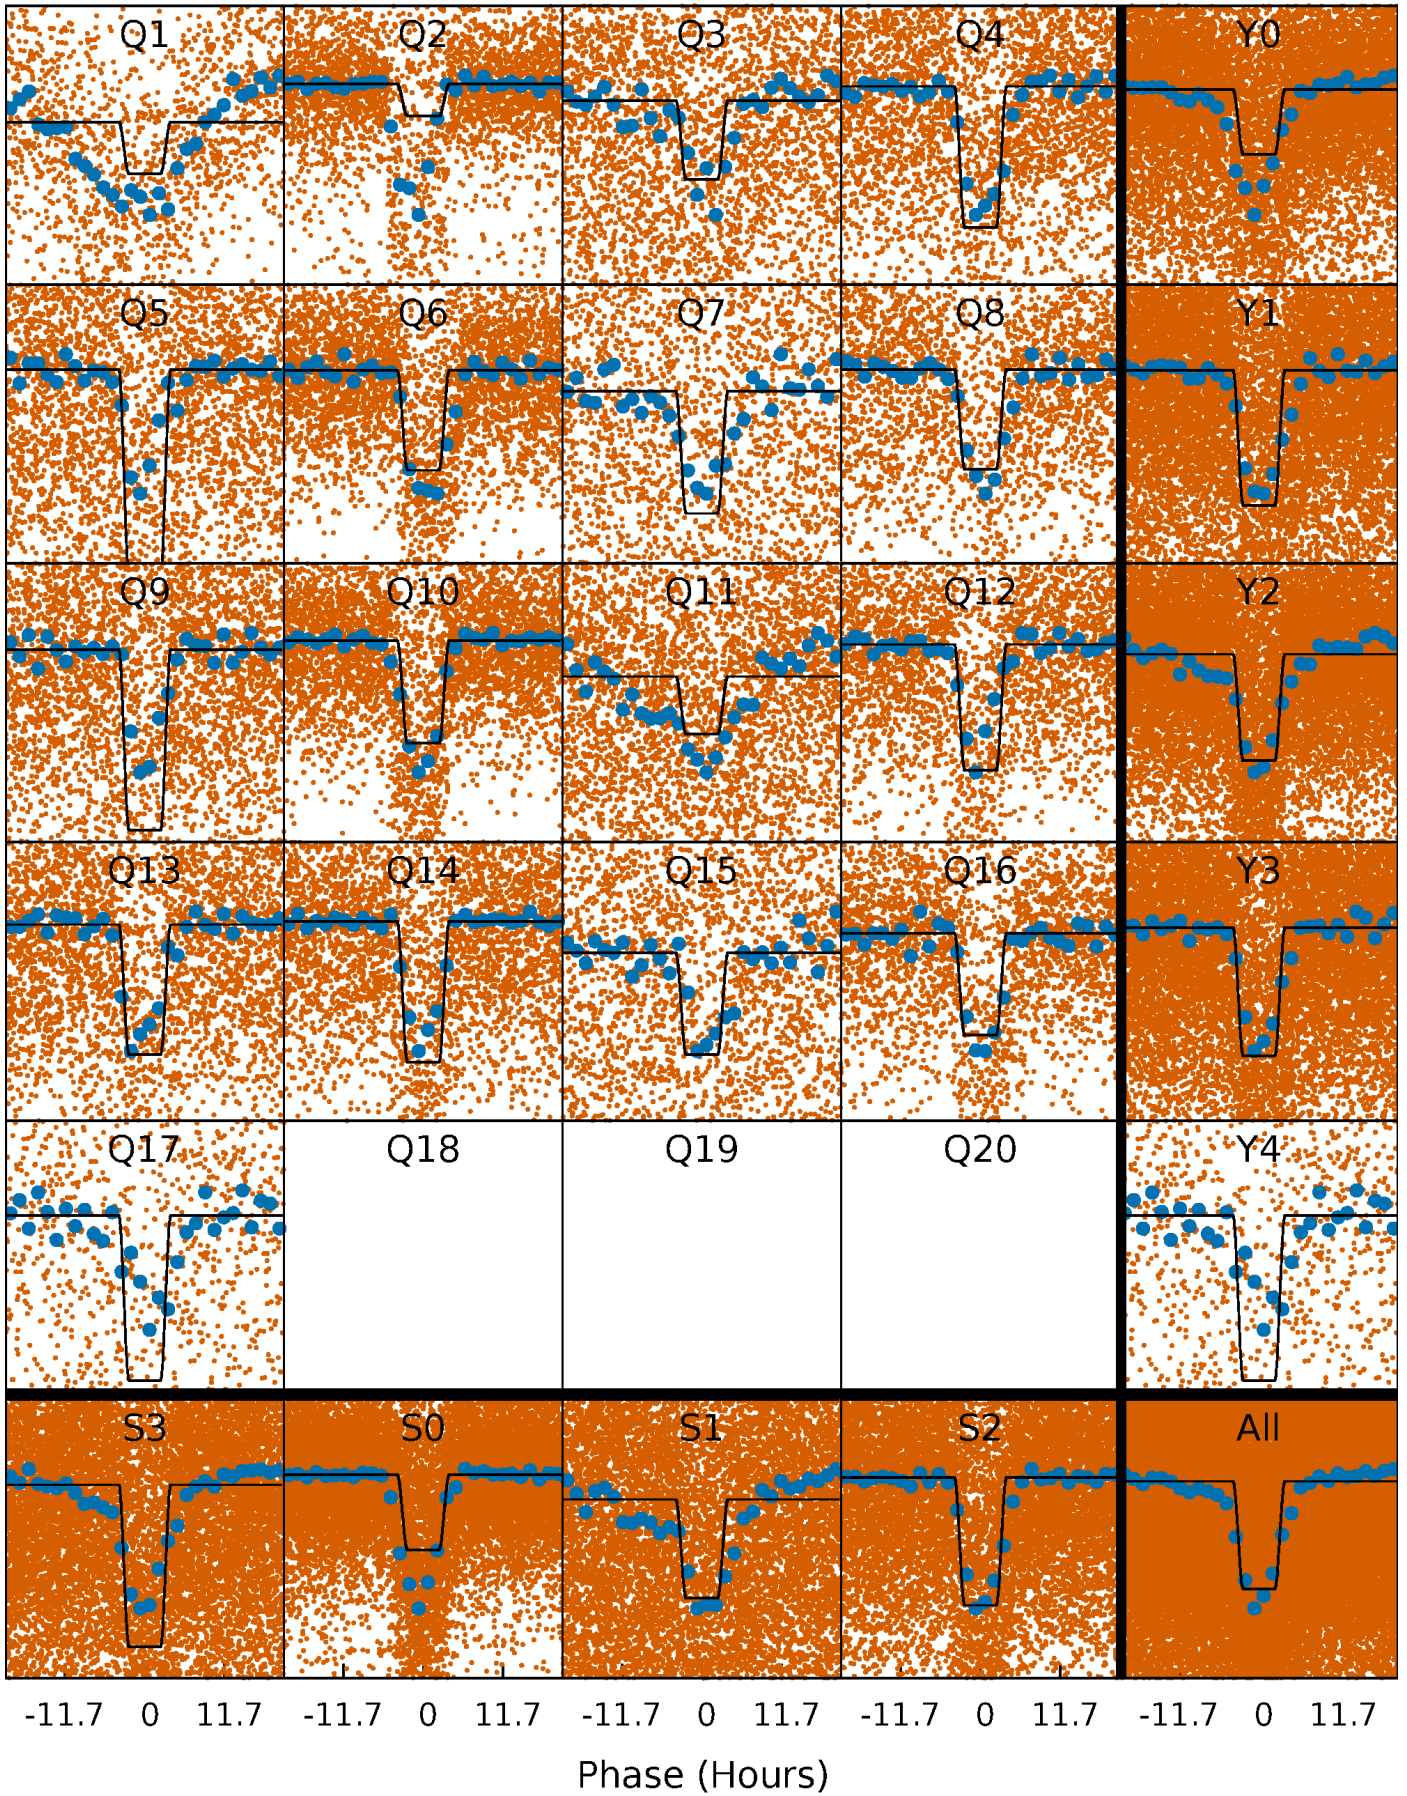 Q1 Q2 Q3 Q4 Y0
Q5 Q6 Q7 Q8 Y1
Q9 Q10 Q11 Q12 Y2
Q13 Q14 Q15 Q16 Y3
Q17 Q18 Q19 Q20 Y4
S3 S0 S1 S2 All
-11.7 0 11.7 -11.7 0 11.7 -11.7 0 11.7 -11.7 0 11.7 -11.7 0 11.7
Phase (Hours)